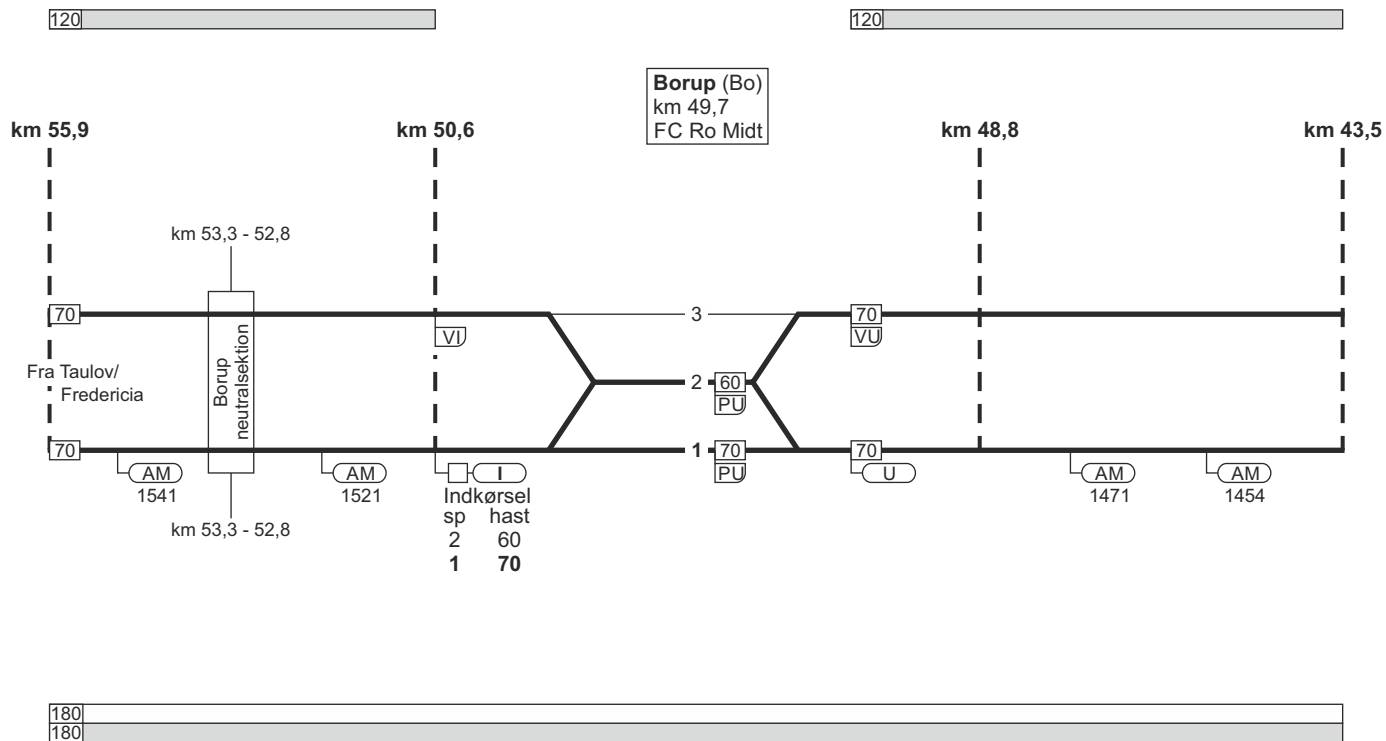 120
120
Borup (Bo)
km 49,7
FC Ro Midt
km 55,9
km 50,6
km 48,8
km 43,5
km 53,3 - 52,8
70
3
70
VI
VU
Fra Taulov/
Fredericia
Borup
neutralsektion
2
60
PU
70
1
70
70
AM
1541
AM
1521
I
PU
U
AM
1471
AM
1454
Indkørsel
sp hast
2 60
1 70
km 53,3 - 52,8
180
180